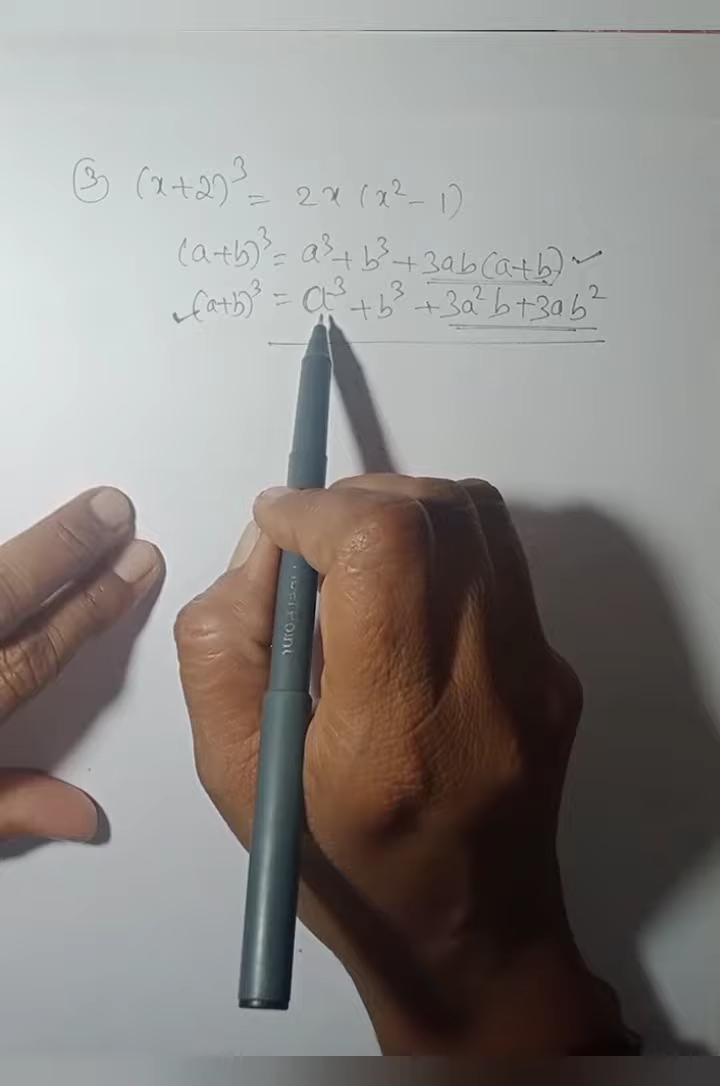 ③ (x+2)³ = 2x (x²-1)
(a+b)³ = a³+b³+3ab(a+b) ✓
✓(a+b)³ = a³+b³+3a²b+3ab²